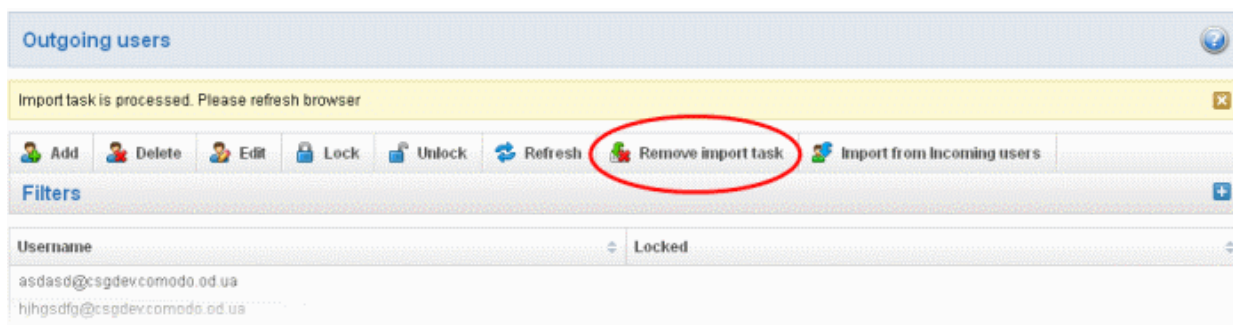 Outgoing users
Import task is processed. Please refresh browser
Add Delete Edit Lock Unlock Refresh Remove import task Import from Incoming users
Filters
Username Locked
asdasd@csgdev.comodo.od.ua
hjhgsdfg@csgdev.comodo.od.ua